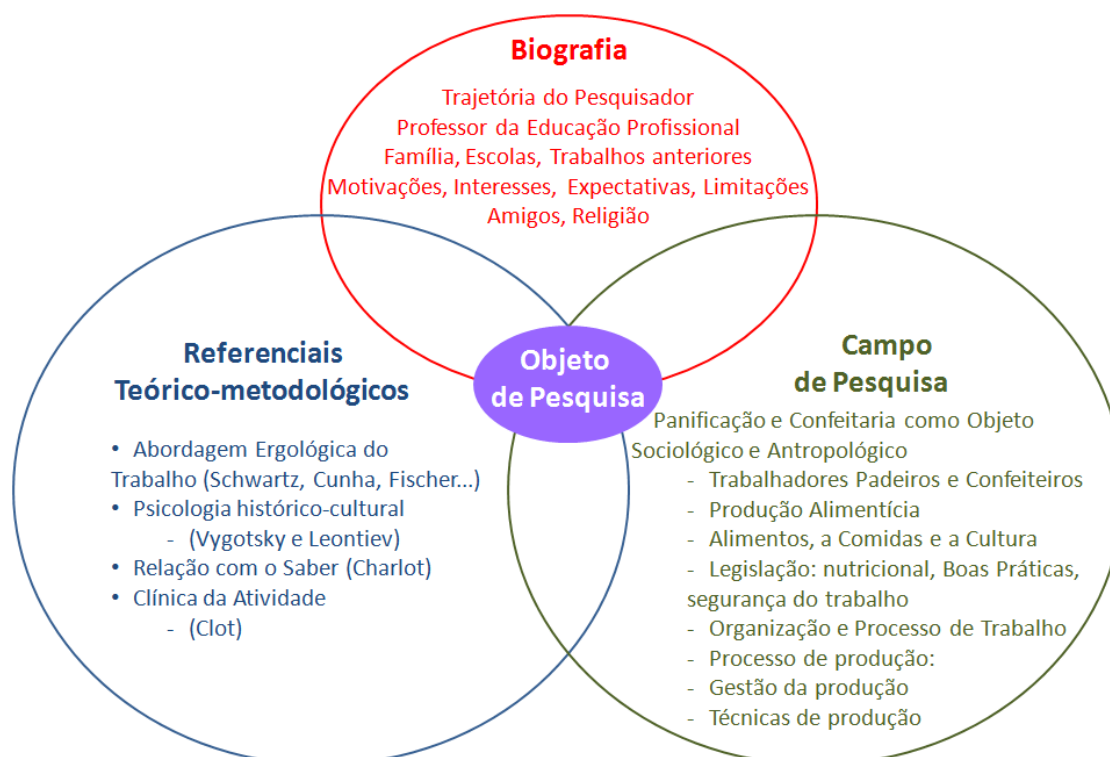 Biografia
Trajetória do Pesquisador
Professor da Educação Profissional
Família, Escolas, Trabalhos anteriores
Motivações, Interesses, Expectativas, Limitações
Amigos, Religião
Referenciais
Teórico-metodológicos
• Abordagem Ergológica do
Trabalho (Schwartz, Cunha, Fischer...)
• Psicologia histórico-cultural
- (Vygotsky e Leontiev)
• Relação com o Saber (Charlot)
• Clínica da Atividade
- (Clot)
Objeto
de Pesquisa
Campo
de Pesquisa
Panificação e Confeitaria como Objeto
Sociológico e Antropológico
- Trabalhadores Padeiros e Confeiteiros
- Produção Alimentícia
- Alimentos, a Comidas e a Cultura
- Legislação: nutricional, Boas Práticas,
segurança do trabalho
- Organização e Processo de Trabalho
- Processo de produção:
- Gestão da produção
- Técnicas de produção